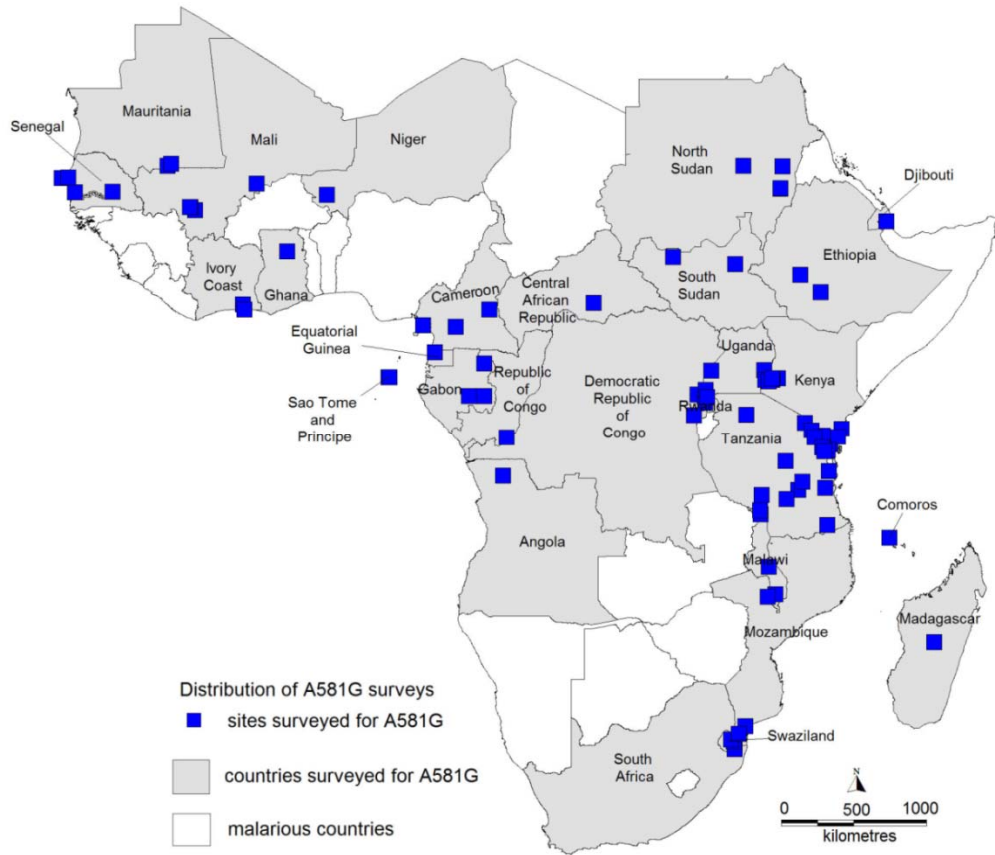 Mauritania
Senegal
Mali
Niger
North
Sudan
Djibouti
Ivory
Coast
Ghana
Cameroon
Central
African
Republic
South
Sudan
Ethiopia
Equatorial
Guinea
Sao Tome
and
Principe
Gabon
Republic
of
Congo
Democratic
Republic
of
Congo
Uganda
Kenya
Rwanda
Tanzania
Comoros
Angola
Malawi
Mozambique
Madagascar
Swaziland
South
Africa
Distribution of A581G surveys
sites surveyed for A581G
countries surveyed for A581G
malarious countries
N
0 500 1000
kilometres